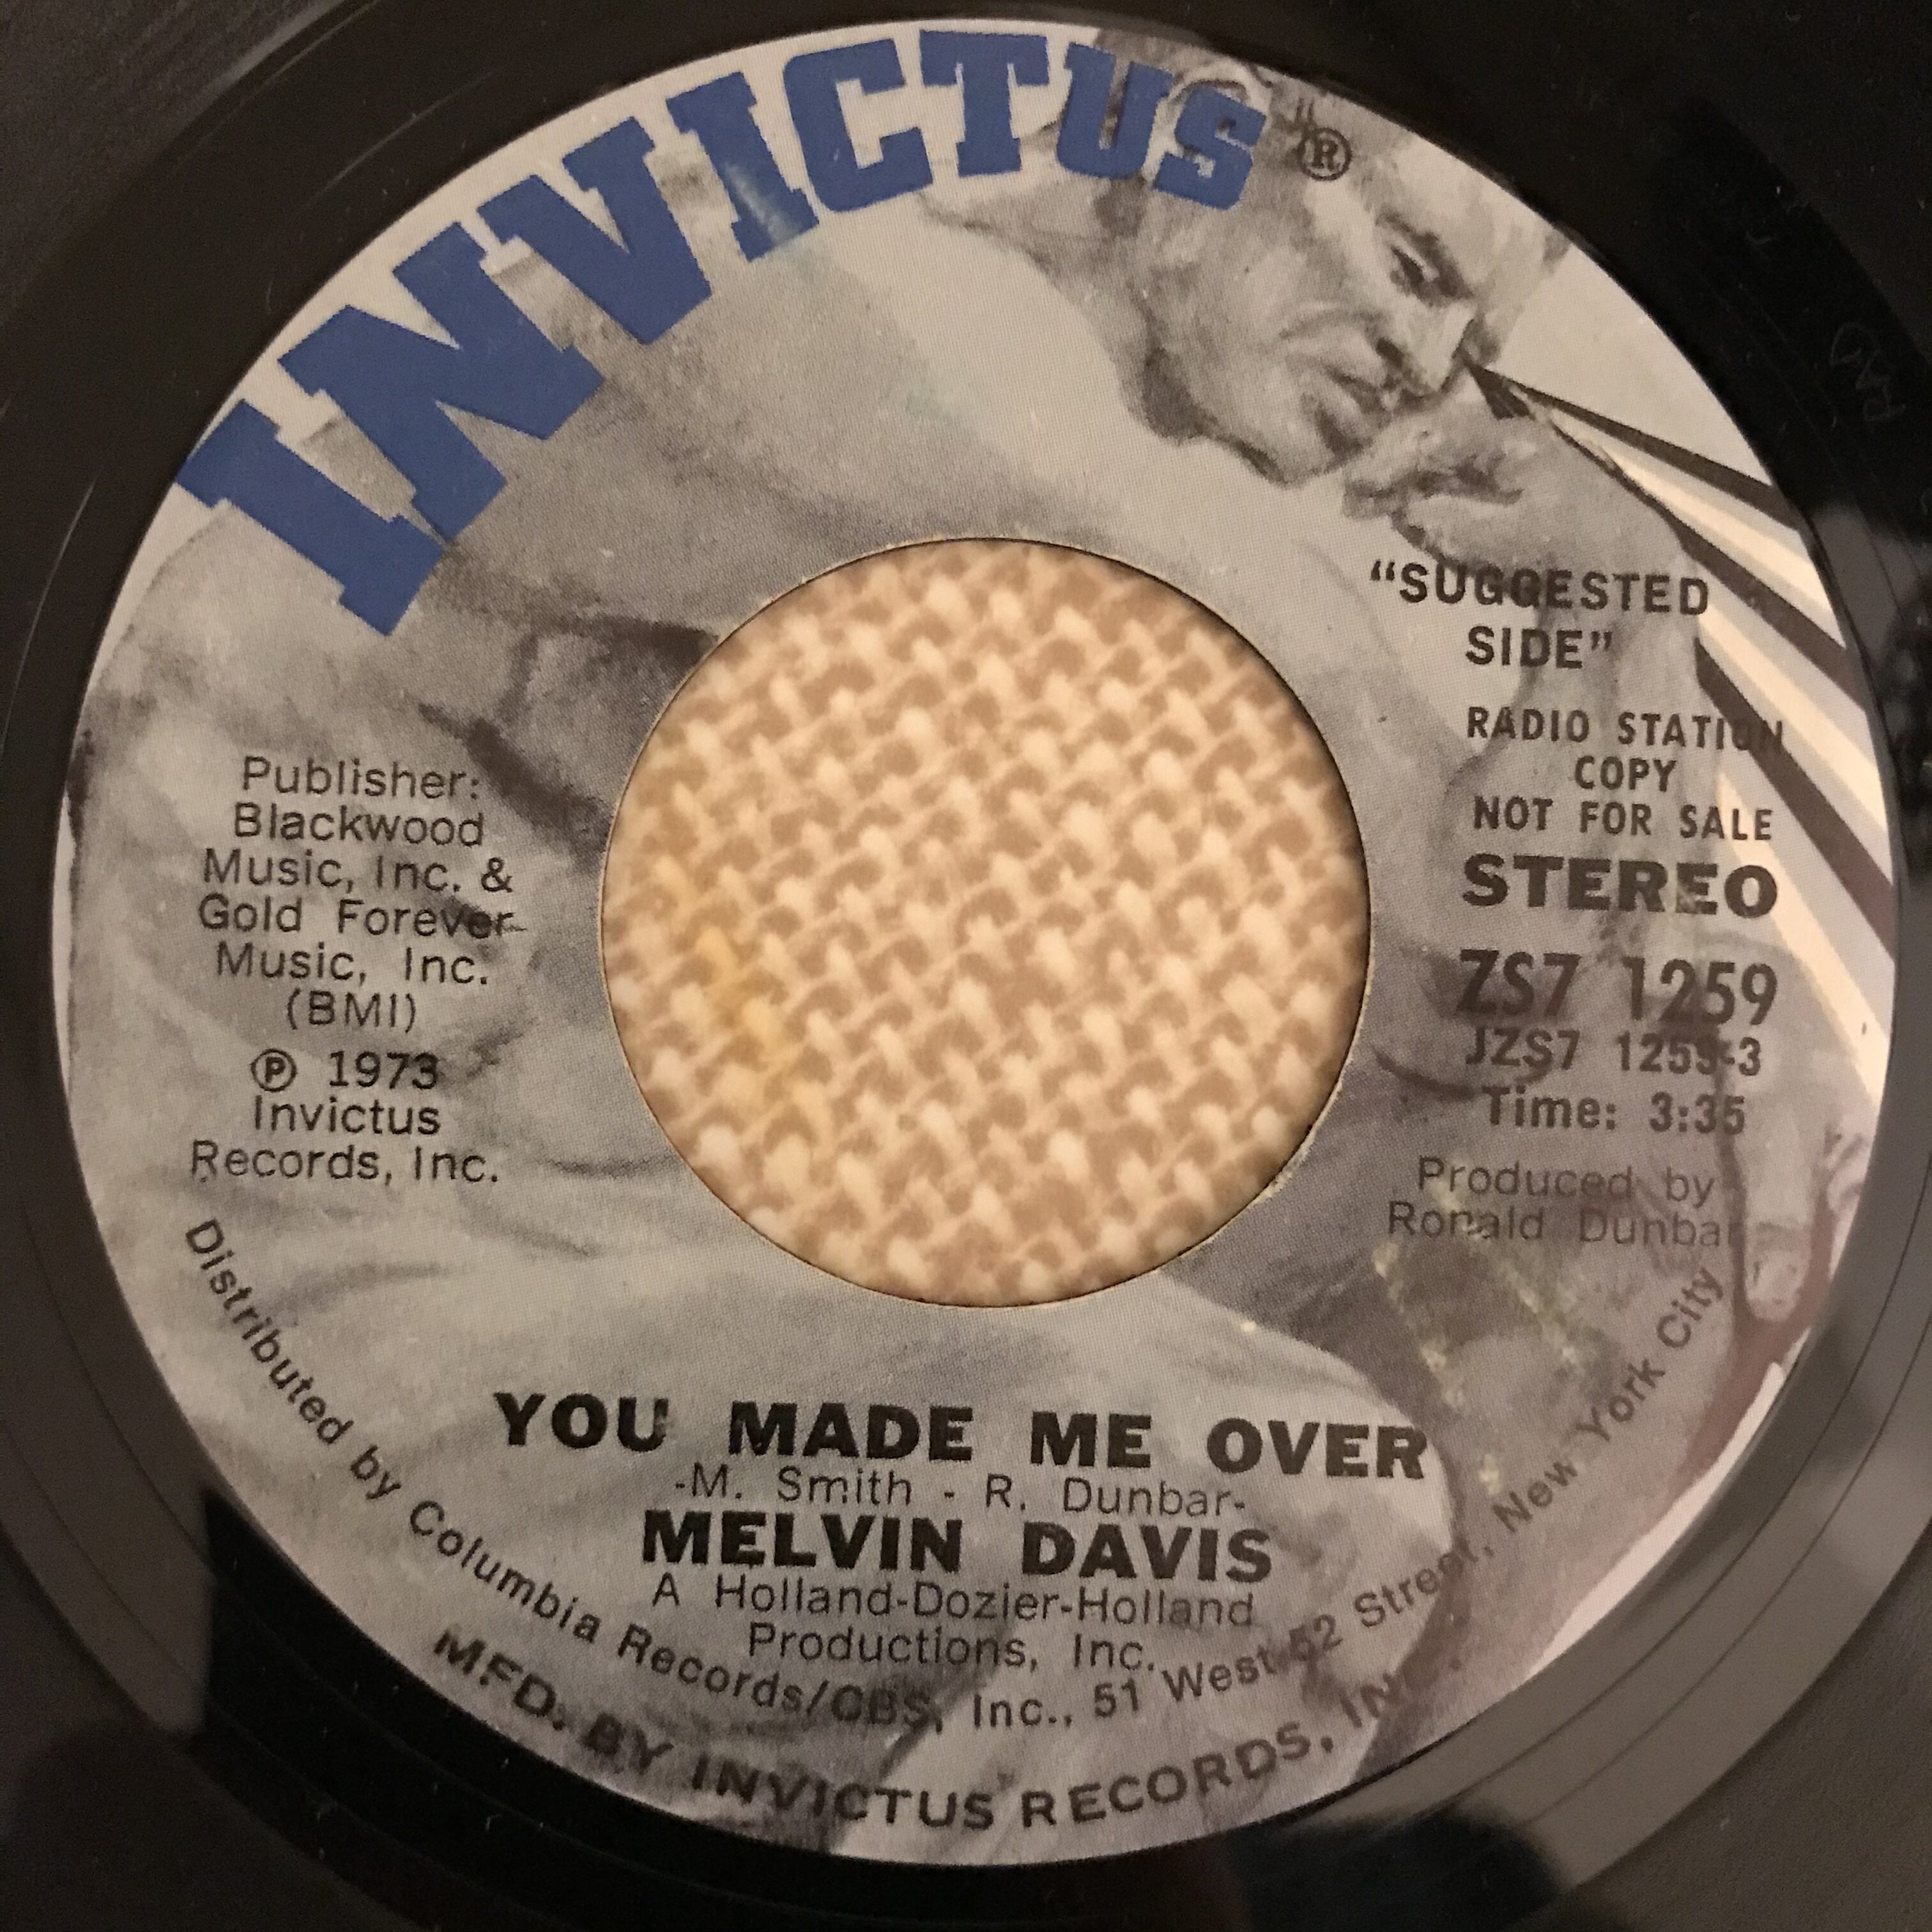 INVICTUS®
"SUGGESTED
SIDE"
RADIO STATION
COPY
NOT FOR SALE
STEREO
ZS7 1259
JZS7 1259-3
Time: 3:35
Produced by
Ronald Dunbar
Publisher:
Blackwood
Music, Inc. &
Gold Forever
Music, Inc.
(BMI)
℗ 1973
Invictus
Records, Inc.
YOU MADE ME OVER
-M. Smith - R. Dunbar-
MELVIN DAVIS
A Holland-Dozier-Holland
Productions, Inc.
Distributed by Columbia Records/CBS, Inc., 51 West 52 Street, New York City
MFD. BY INVICTUS RECORDS, INC.